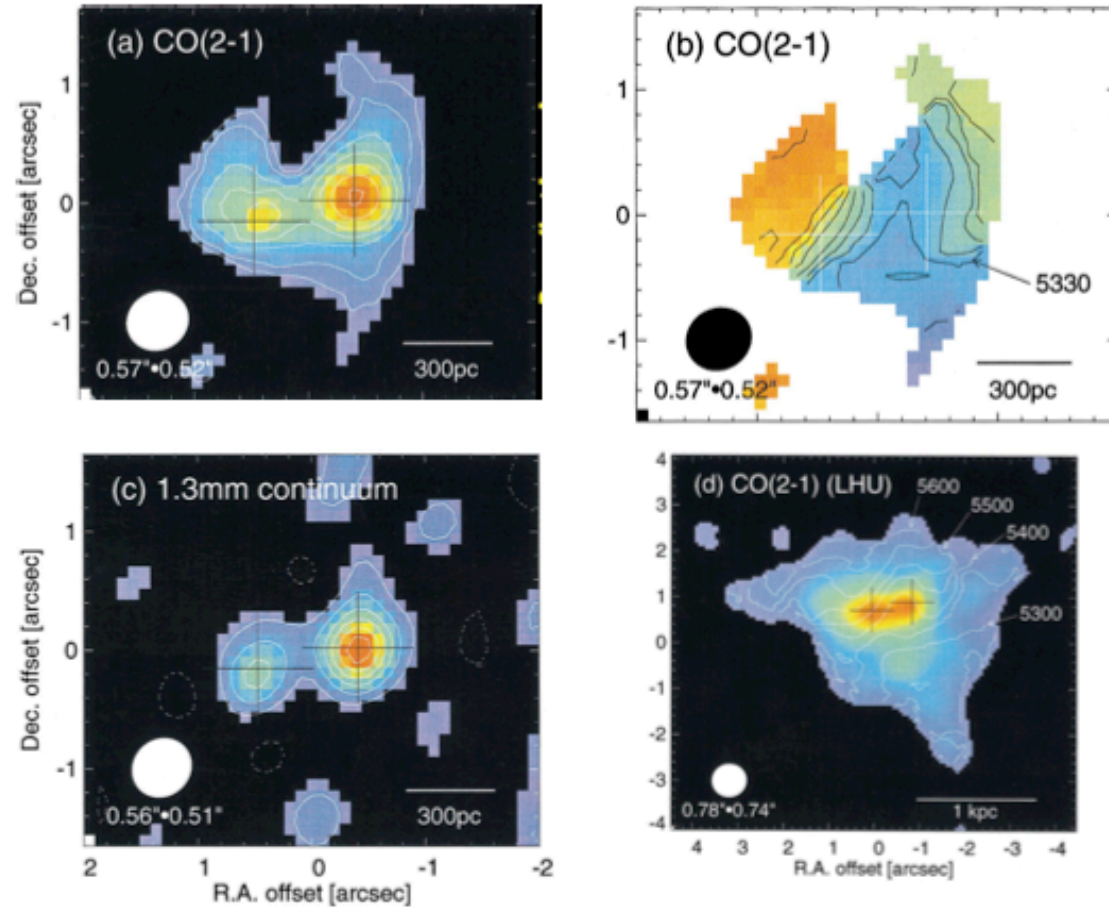 (a) CO(2-1)
Dec. offset [arcsec]
1
0
-1
0.57"•0.52"
300pc
(b) CO(2-1)
1
0
-1
5330
0.57"•0.52"
300pc
(c) 1.3mm continuum
Dec. offset [arcsec]
1
0
-1
0.56"•0.51"
300pc
2 1 0 -1 -2
R.A. offset [arcsec]
(d) CO(2-1) (LHU)
5600
5500
5400
5300
4
3
2
1
0
-1
-2
-3
-4
0.78"•0.74"
1 kpc
4 3 2 1 0 -1 -2 -3 -4
R.A. offset [arcsec]